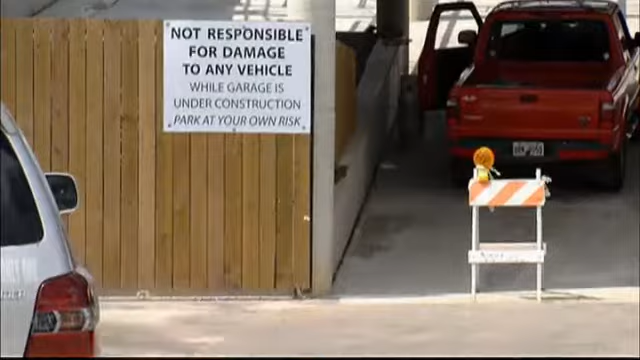 NOT RESPONSIBLE
FOR DAMAGE
TO ANY VEHICLE
WHILE GARAGE IS
UNDER CONSTRUCTION
PARK AT YOUR OWN RISK